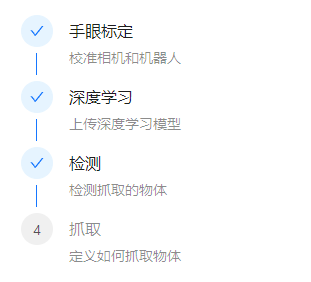 手眼标定
校准相机和机器人
深度学习
上传深度学习模型
检测
检测抓取的物体
4
抓取
定义如何抓取物体